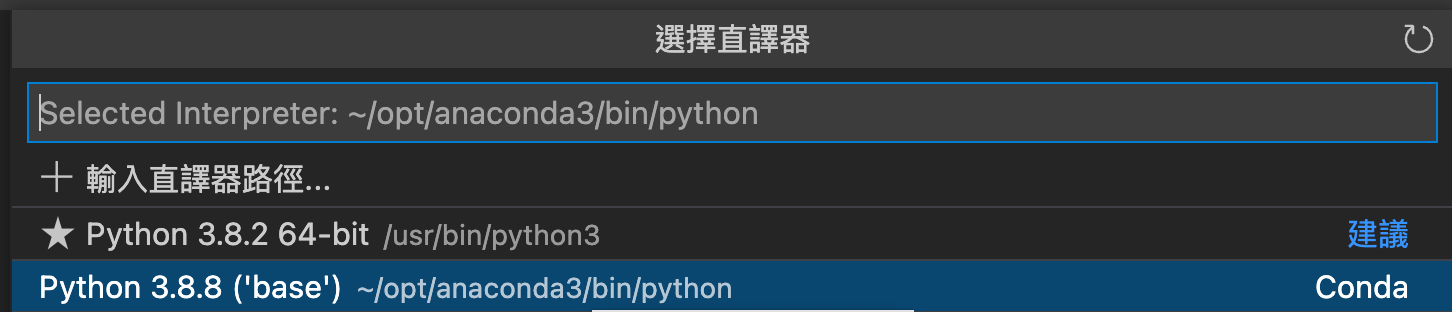 選擇直譯器
Selected Interpreter: ~/opt/anaconda3/bin/python
輸入直譯器路徑...
Python 3.8.2 64-bit /usr/bin/python3 建議
Python 3.8.8 ('base') ~/opt/anaconda3/bin/python Conda